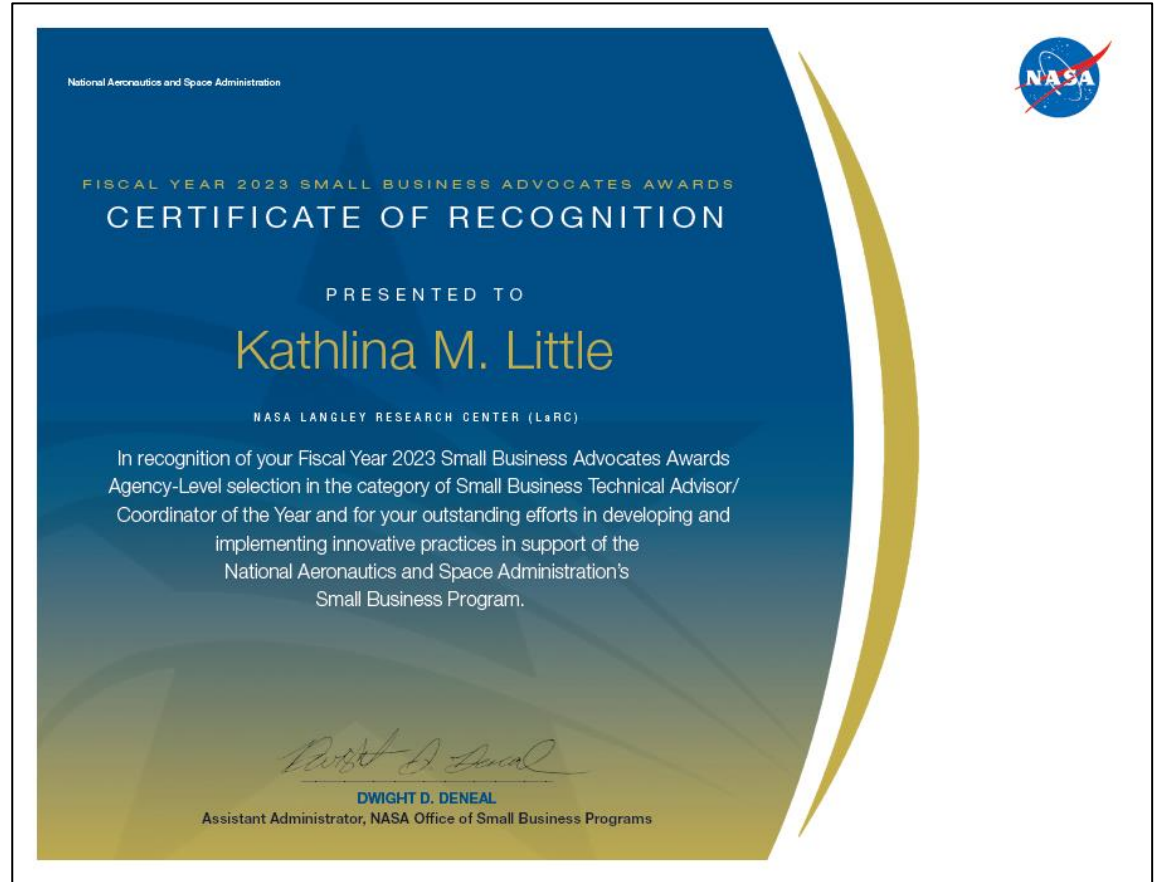 National Aeronautics and Space Administration
NASA
FISCAL YEAR 2023 SMALL BUSINESS ADVOCATES AWARDS
CERTIFICATE OF RECOGNITION
PRESENTED TO
Kathlina M. Little
NASA LANGLEY RESEARCH CENTER (LaRC)
In recognition of your Fiscal Year 2023 Small Business Advocates Awards
Agency-Level selection in the category of Small Business Technical Advisor/
Coordinator of the Year and for your outstanding efforts in developing and
implementing innovative practices in support of the
National Aeronautics and Space Administration’s
Small Business Program.
Dwight D. Deneal
DWIGHT D. DENEAL
Assistant Administrator, NASA Office of Small Business Programs